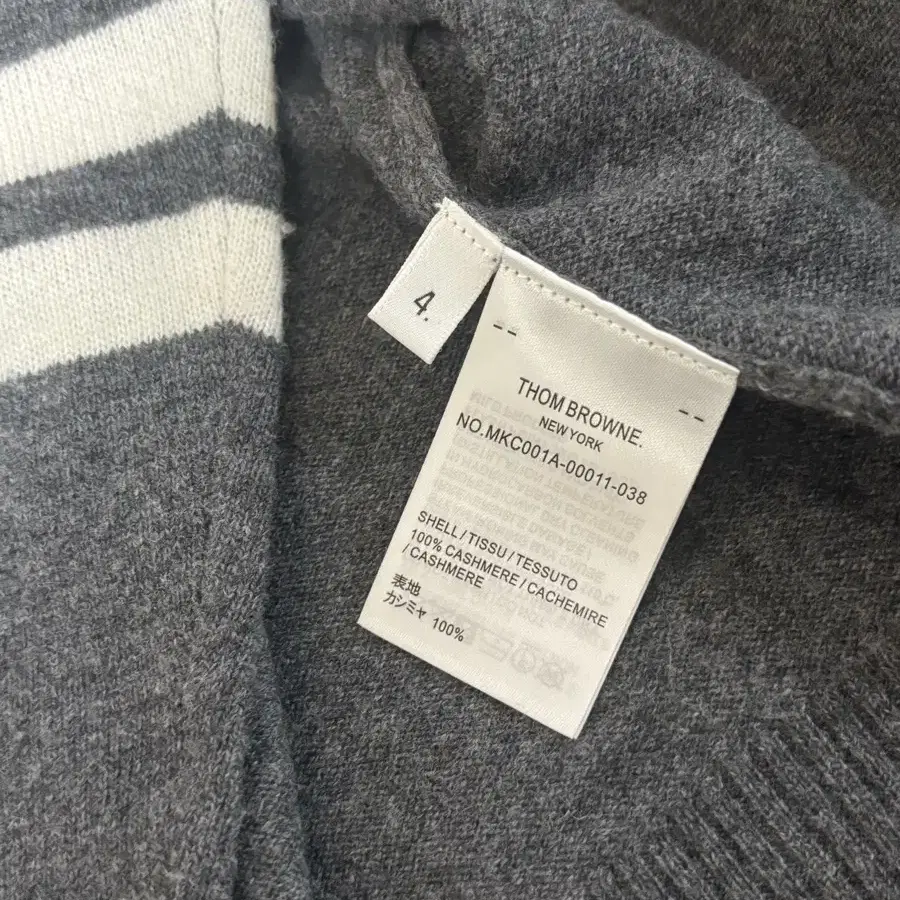 4.
THOM BROWNE.
NEW YORK
NO.MKC001A-00011-038
SHELL/TISSU/TESSUTO
100% CASHMERE/CACHEMIRE
/CASHMERE
表地
カシミヤ 100%